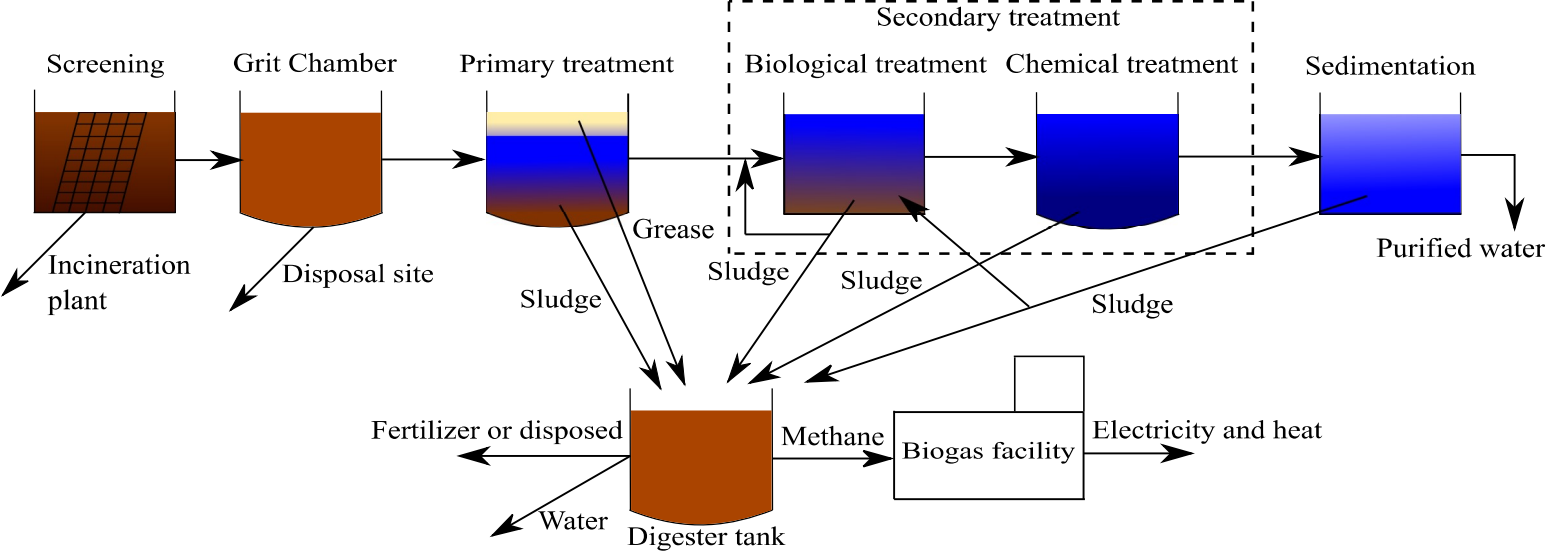 Secondary treatment
Screening
Grit Chamber
Primary treatment
Biological treatment
Chemical treatment
Sedimentation
Grease
Purified water
Incineration
plant
Disposal site
Sludge
Sludge
Sludge
Sludge
Fertilizer or disposed
Methane
Biogas facility
Electricity and heat
Water
Digester tank